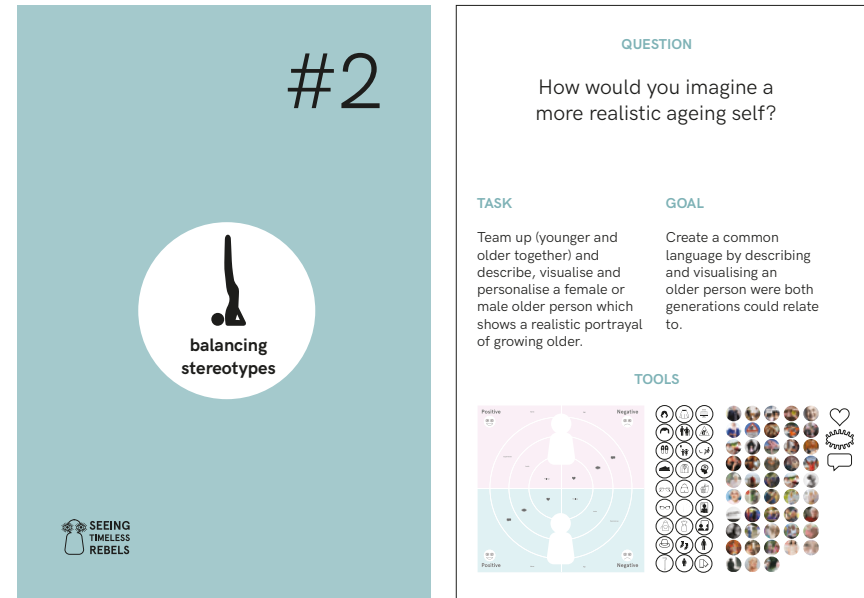 #2
balancing
stereotypes
SEEING
TIMELESS
REBELS
QUESTION
How would you imagine a
more realistic ageing self?
TASK
Team up (younger and
older together) and
describe, visualise and
personalise a female or
male older person which
shows a realistic portrayal
of growing older.
GOAL
Create a common
language by describing
and visualising an
older person were both
generations could relate
to.
TOOLS
Positive
Negative
Positive
Negative